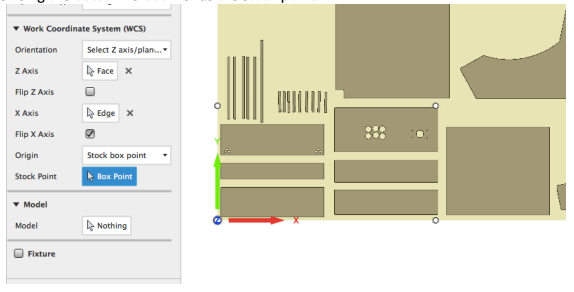 Work Coordinate System (WCS)
Orientation Select Z axis/plan...
Z Axis Face
Flip Z Axis
X Axis Edge
Flip X Axis
Origin Stock box point
Stock Point Box Point
Model
Model Nothing
Fixture
Y
Z X